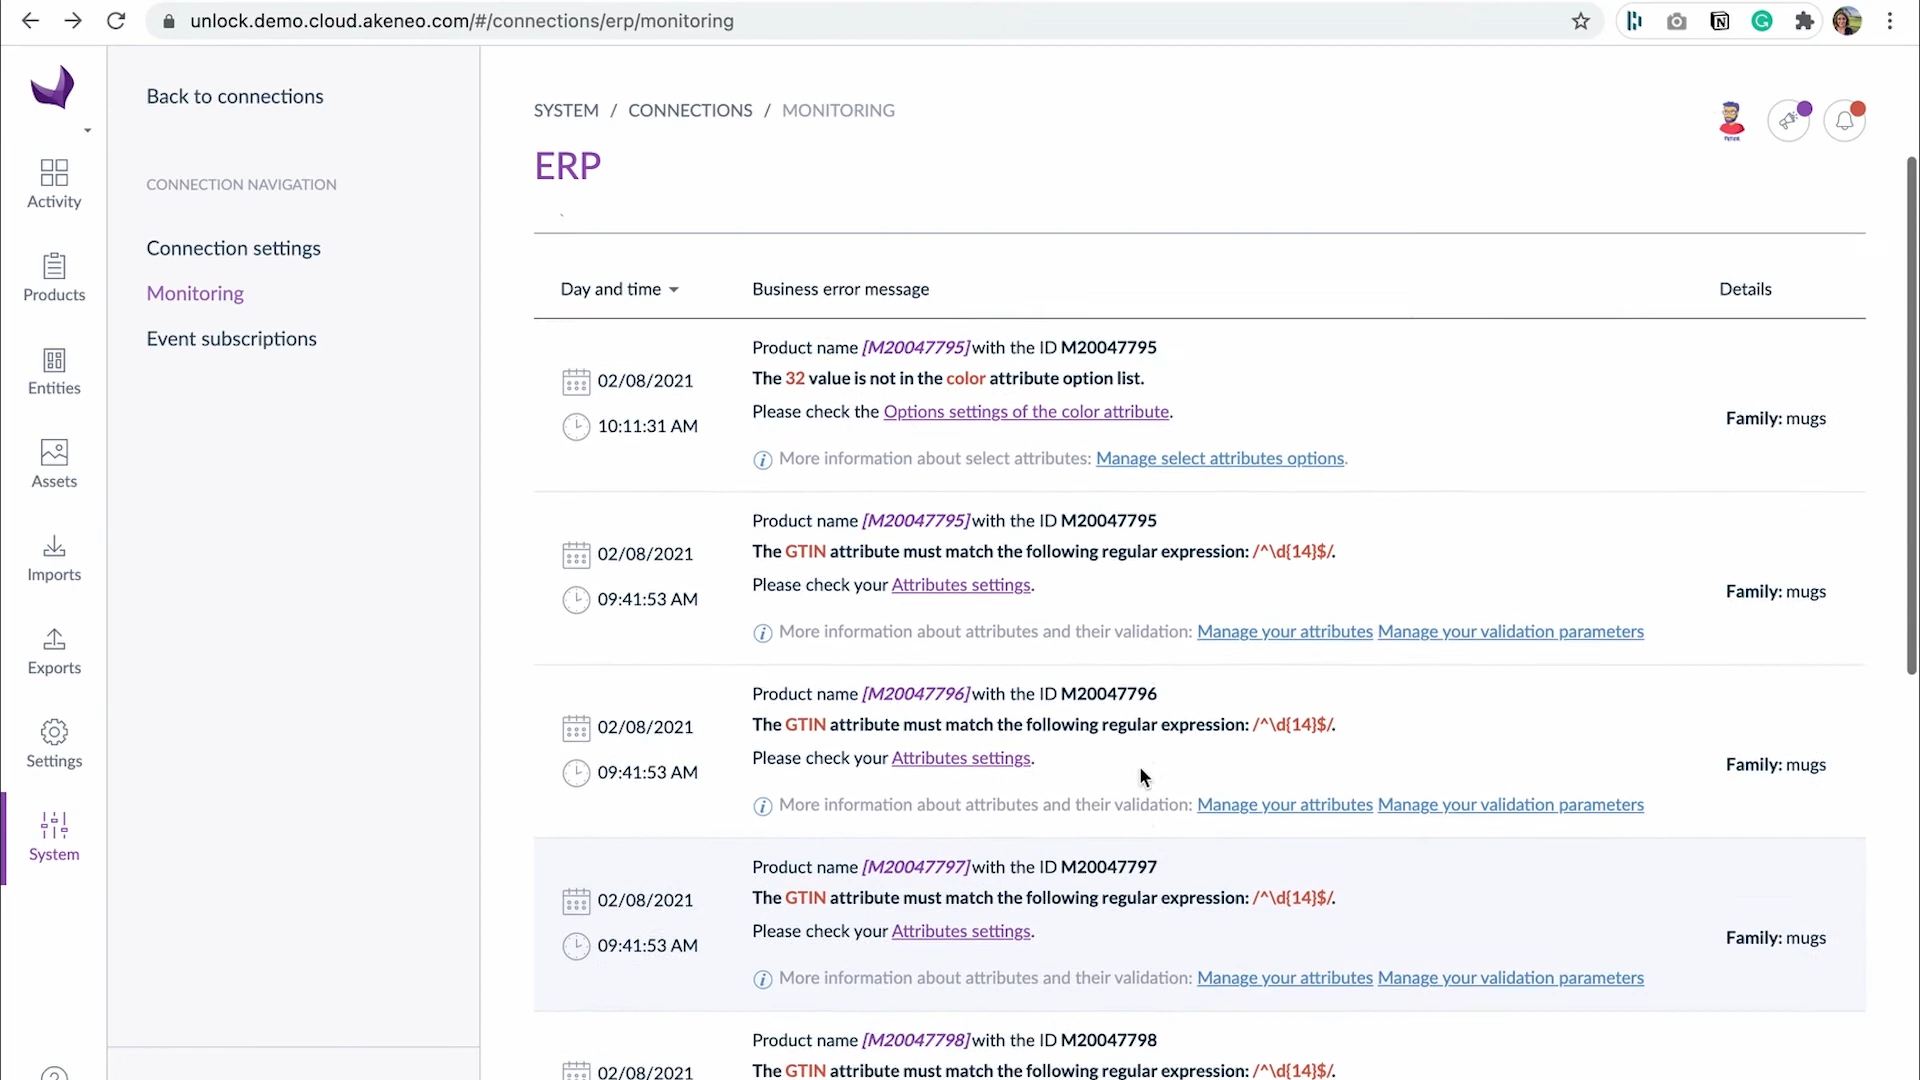 unlock.demo.cloud.akeneo.com/#/connections/erp/monitoring
Back to connections
CONNECTION NAVIGATION
Connection settings
Monitoring
Event subscriptions
Activity
Products
Entities
Assets
Imports
Exports
Settings
System
SYSTEM / CONNECTIONS / MONITORING
ERP
Day and time
Business error message
Details
02/08/2021
10:11:31 AM
Product name [M20047795] with the ID M20047795
The 32 value is not in the color attribute option list.
Please check the Options settings of the color attribute.
More information about select attributes: Manage select attributes options.
Family: mugs
02/08/2021
09:41:53 AM
Product name [M20047795] with the ID M20047795
The GTIN attribute must match the following regular expression: /^\d{14}$/.
Please check your Attributes settings.
More information about attributes and their validation: Manage your attributes Manage your validation parameters
Family: mugs
02/08/2021
09:41:53 AM
Product name [M20047796] with the ID M20047796
The GTIN attribute must match the following regular expression: /^\d{14}$/.
Please check your Attributes settings.
More information about attributes and their validation: Manage your attributes Manage your validation parameters
Family: mugs
02/08/2021
09:41:53 AM
Product name [M20047797] with the ID M20047797
The GTIN attribute must match the following regular expression: /^\d{14}$/.
Please check your Attributes settings.
More information about attributes and their validation: Manage your attributes Manage your validation parameters
Family: mugs
02/08/2021
Product name [M20047798] with the ID M20047798
The GTIN attribute must match the following regular expression: /^\d{14}$/.